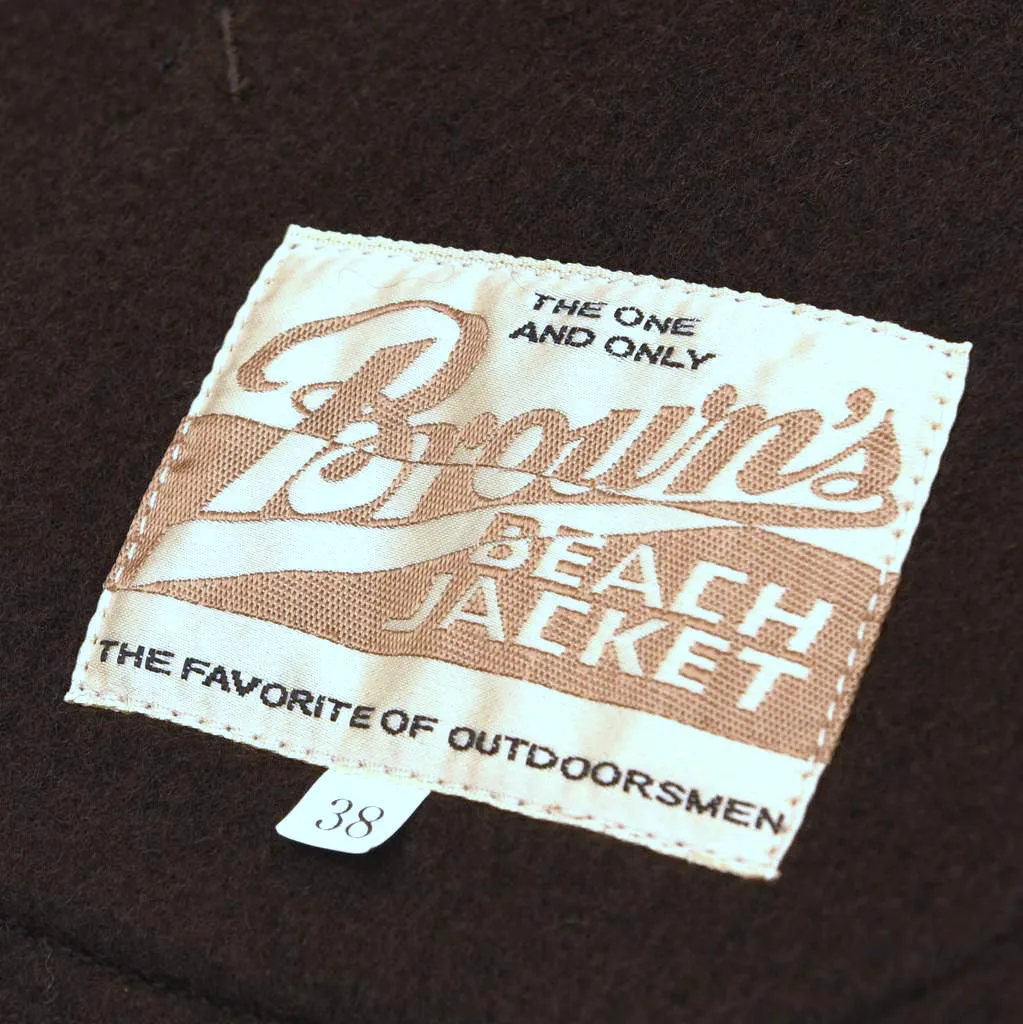 THE ONE
AND ONLY
Brown's
BEACH
JACKET
THE FAVORITE OF OUTDOORSMEN
38